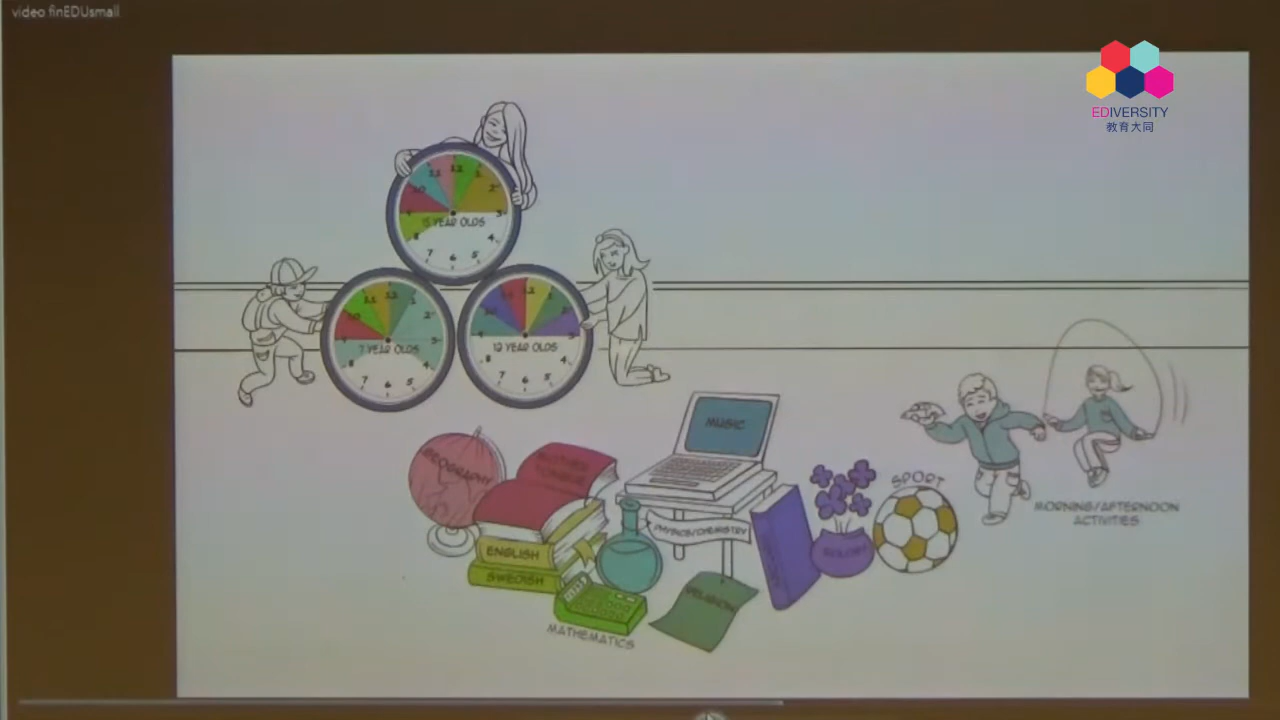 video finEDUsmall
EDIVERSITY
教育大同
15 YEAR OLDS
7 YEAR OLDS
12 YEAR OLDS
GEOGRAPHY
MOTHER
TONGUE
MUSIC
SPORT
PHYSICS/CHEMISTRY
ENGLISH
SWEDISH
BIOLOGY
RELIGION
MATHEMATICS
MORNING/AFTERNOON
ACTIVITIES